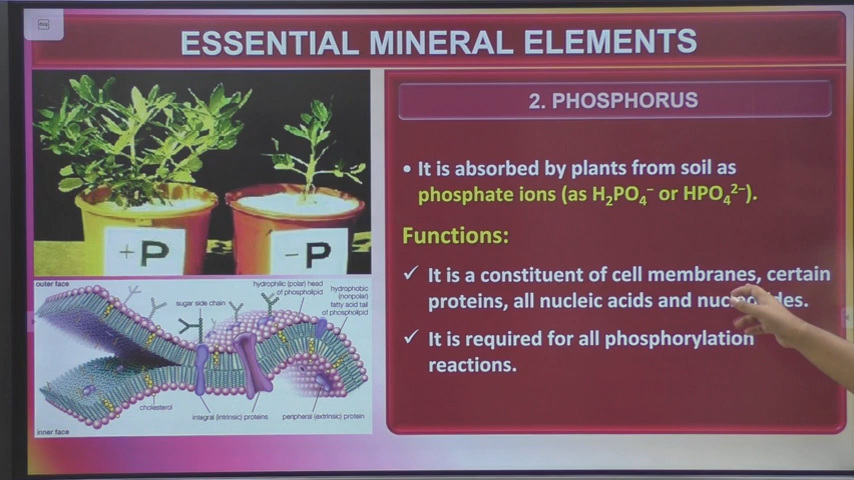 ESSENTIAL MINERAL ELEMENTS
2. PHOSPHORUS
• It is absorbed by plants from soil as
phosphate ions (as H₂PO₄⁻ or HPO₄²⁻).
Functions:
✓ It is a constituent of cell membranes, certain
proteins, all nucleic acids and
✓ It is required for all phosphorylation
reactions.
+P
-P
outer face
hydrophilic (polar) head
of phospholipid
hydrophobic
(nonpolar)
fatty acid tail
of phospholipid
sugar side chain
cholesterol
integral (intrinsic) proteins
peripheral (extrinsic) protein
inner face